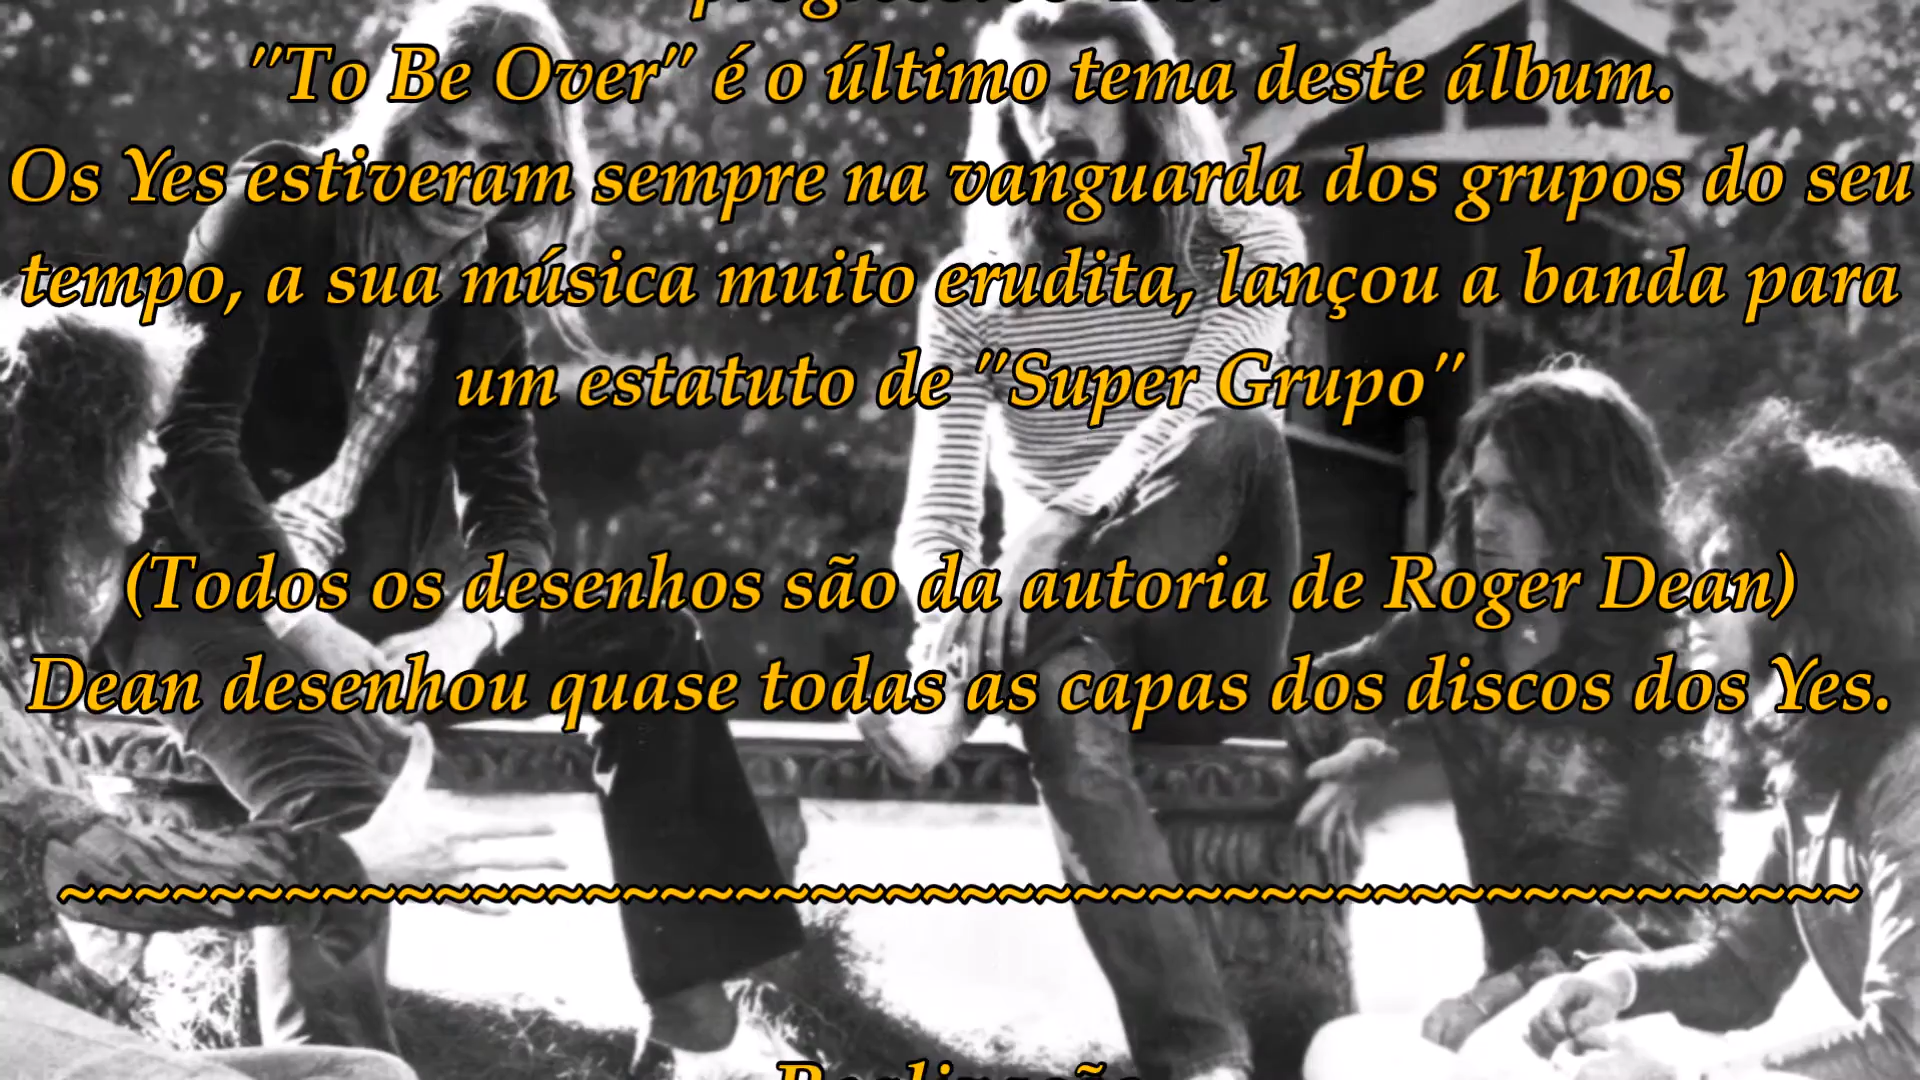 "To Be Over" é o último tema deste álbum.
Os Yes estiveram sempre na vanguarda dos grupos do seu
tempo, a sua música muito erudita, lançou a banda para
um estatuto de "Super Grupo"
(Todos os desenhos são da autoria de Roger Dean)
Dean desenhou quase todas as capas dos discos dos Yes.
~~~~~~~~~~~~~~~~~~~~~~~~~~~~~~~~~~~~~~~~~~~~~~~~
Realização